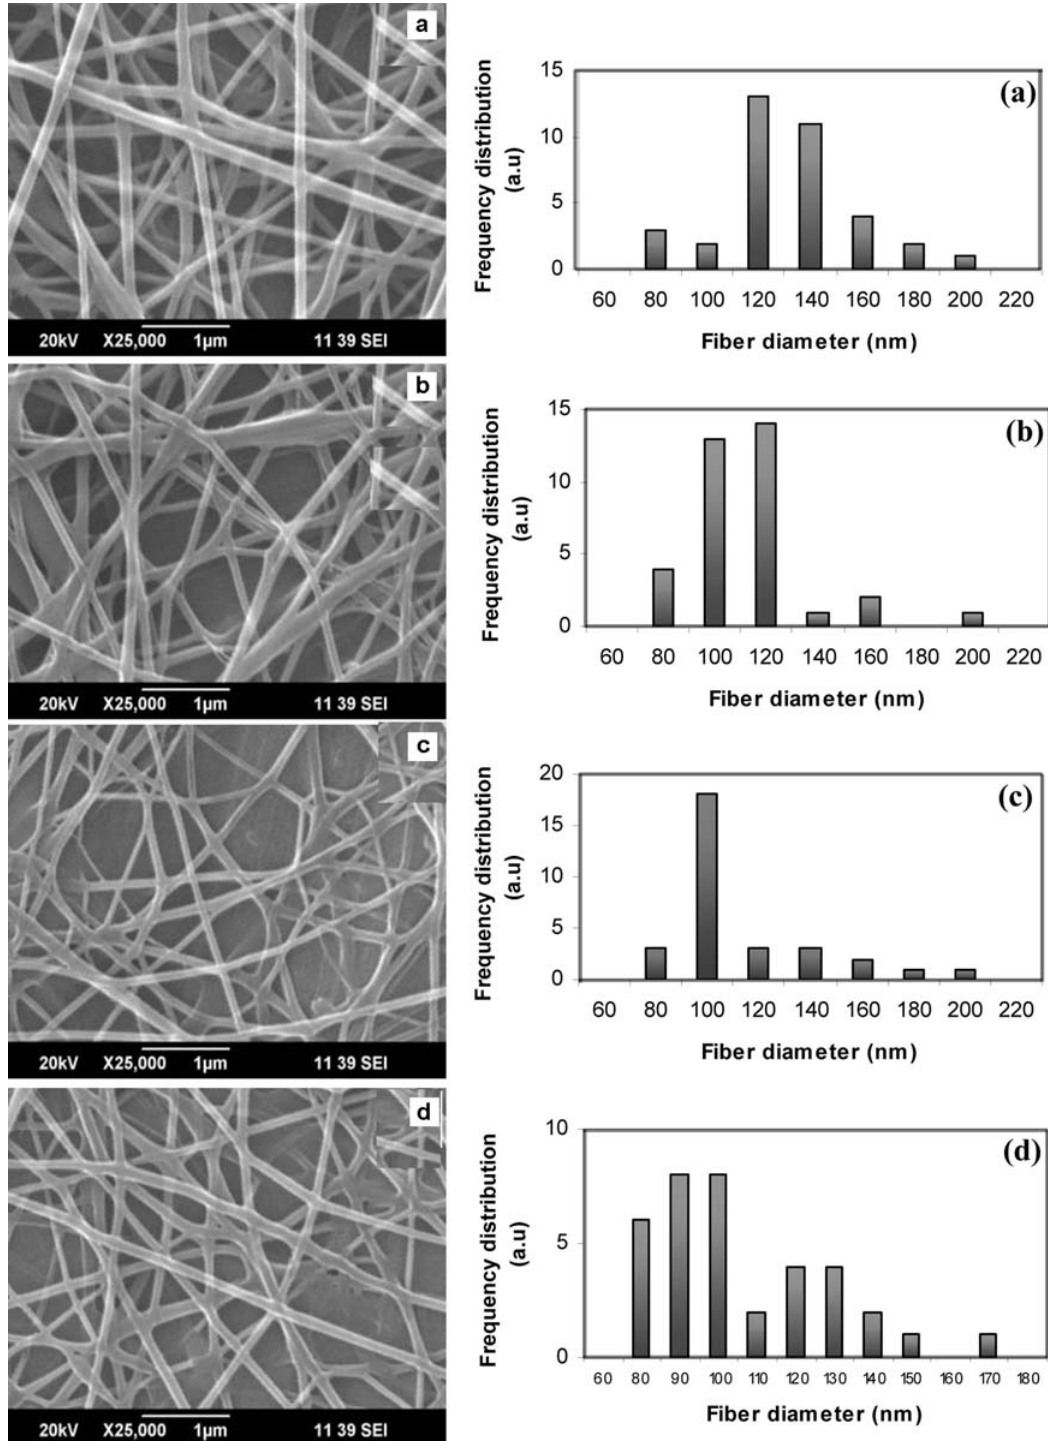 a
20kV X25,000 1µm 11 39 SEI
(a)
Frequency distribution
(a.u)
15
10
5
0
60 80 100 120 140 160 180 200 220
Fiber diameter (nm)
b
20kV X25,000 1µm 11 39 SEI
(b)
Frequency distribution
(a.u)
15
10
5
0
60 80 100 120 140 160 180 200 220
Fiber diameter (nm)
c
20kV X25,000 1µm 11 39 SEI
(c)
Frequency distribution
(a.u)
20
15
10
5
0
60 80 100 120 140 160 180 200 220
Fiber diameter (nm)
d
20kV X25,000 1µm 11 39 SEI
(d)
Frequency distribution
(a.u)
10
5
0
60 80 90 100 110 120 130 140 150 160 170 180
Fiber diameter (nm)